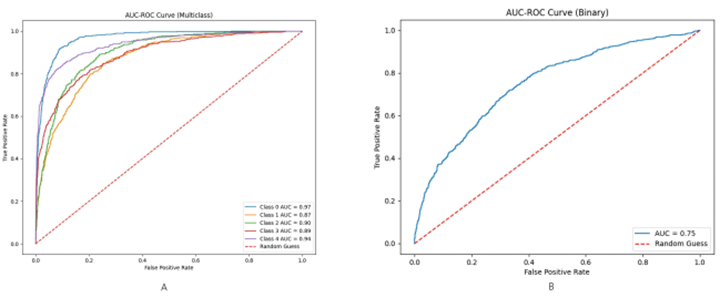 AUC-ROC Curve (Multiclass)
1.0
0.8
0.6
0.4
0.2
0.0
True Positive Rate
Class 0 AUC = 0.97
Class 1 AUC = 0.87
Class 2 AUC = 0.90
Class 3 AUC = 0.89
Class 4 AUC = 0.94
Random Guess
0.0 0.2 0.4 0.6 0.8 1.0
False Positive Rate
A
AUC-ROC Curve (Binary)
1.0
0.8
0.6
0.4
0.2
0.0
True Positive Rate
AUC = 0.75
Random Guess
0.0 0.2 0.4 0.6 0.8 1.0
False Positive Rate
B